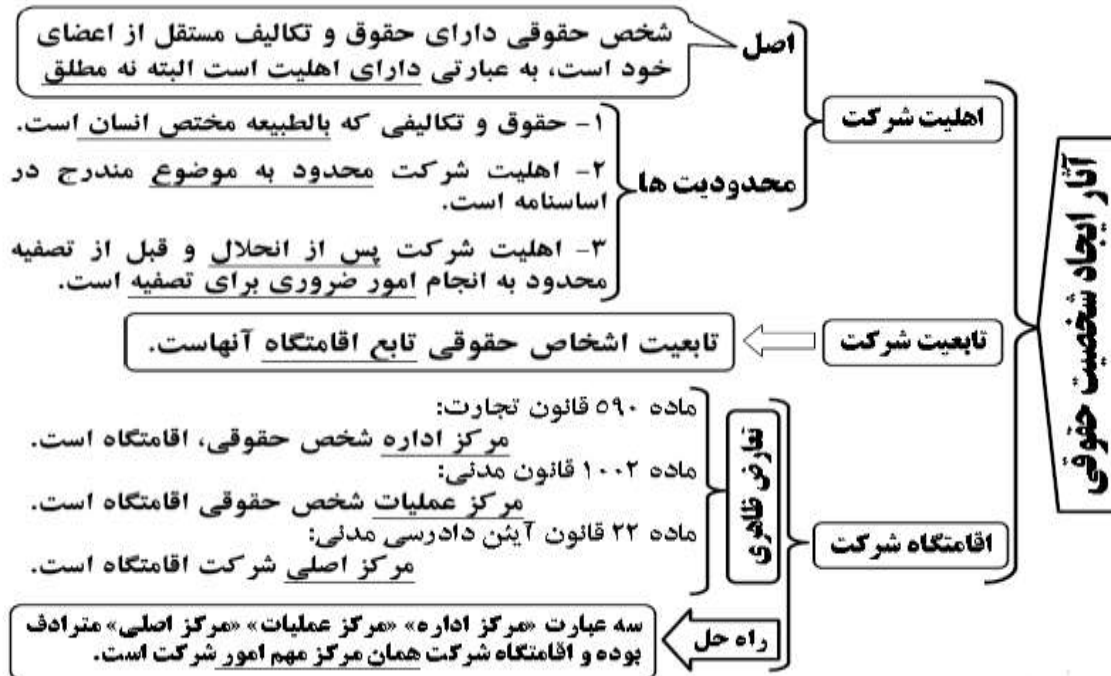 آثار ایجاد شخصیت حقوقی
اهلیت شرکت
اصل
شخص حقوقی دارای حقوق و تکالیف مستقل از اعضای
خود است، به عبارتی دارای اهلیت است البته نه مطلق
محدودیت ها
۱- حقوق و تکالیفی که بالطبیعه مختص انسان است.
۲- اهلیت شرکت محدود به موضوع مندرج در
اساسنامه است.
۳- اهلیت شرکت پس از انحلال و قبل از تصفیه
محدود به انجام امور ضروری برای تصفیه است.
تابعیت شرکت
تابعیت اشخاص حقوقی تابع اقامتگاه آنهاست.
اقامتگاه شرکت
تعارض ظاهری
ماده ۵۹۰ قانون تجارت:
مرکز اداره شخص حقوقی، اقامتگاه است.
ماده ۱۰۰۲ قانون مدنی:
مرکز عملیات شخص حقوقی اقامتگاه است.
ماده ۲۲ قانون آیئن دادرسی مدنی:
مرکز اصلی شرکت اقامتگاه است.
راه حل
سه عبارت «مرکز اداره» «مرکز عملیات» «مرکز اصلی» مترادف
بوده و اقامتگاه شرکت همان مرکز مهم امور شرکت است.